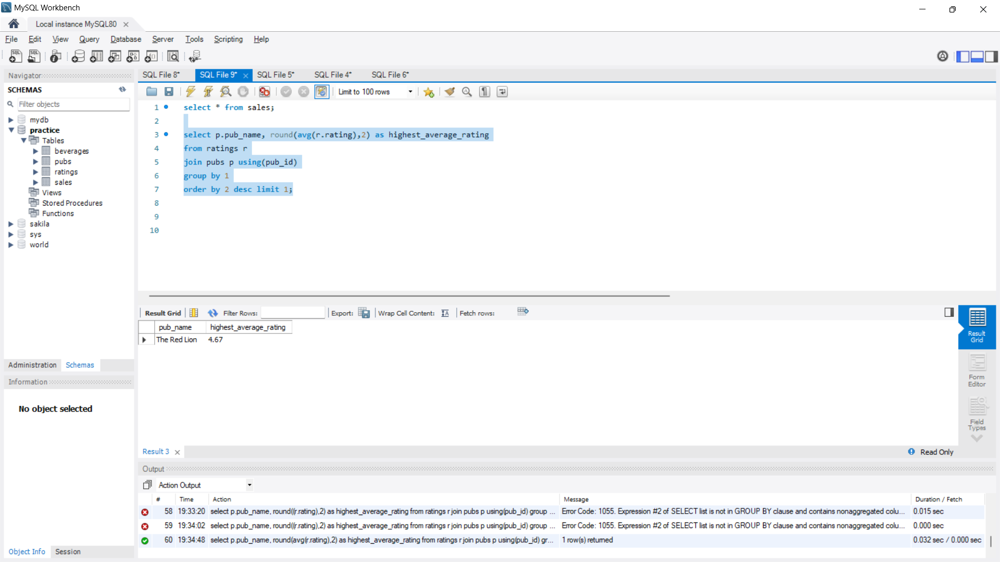 MySQL Workbench
Local instance MySQL80
File Edit View Query Database Server Tools Scripting Help
Navigator
SCHEMAS
Filter objects
mydb
practice
Tables
beverages
pubs
ratings
sales
Views
Stored Procedures
Functions
sakila
sys
world
Administration Schemas
Information
No object selected
Object Info Session
SQL File 8* SQL File 9* SQL File 5* SQL File 4* SQL File 6*
Limit to 100 rows
1 select * from sales;
2
3 select p.pub_name, round(avg(r.rating),2) as highest_average_rating
4 from ratings r
5 join pubs p using(pub_id)
6 group by 1
7 order by 2 desc limit 1;
8
9
10
Result Grid Filter Rows: Export: Wrap Cell Content: Fetch rows:
pub_name highest_average_rating
The Red Lion 4.67
Result Grid
Form Editor
Field Types
Result 3 Read Only
Output
Action Output
# Time Action Message Duration / Fetch
58 19:33:20 select p.pub_name, round((r.rating),2) as highest_average_rating from ratings r join pubs p using(pub_id) group ... Error Code: 1055. Expression #2 of SELECT list is not in GROUP BY clause and contains nonaggregated colu... 0.015 sec
59 19:34:02 select p.pub_name, round((r.rating),2) as highest_average_rating from ratings r join pubs p using(pub_id) group ... Error Code: 1055. Expression #2 of SELECT list is not in GROUP BY clause and contains nonaggregated colu... 0.000 sec
60 19:34:48 select p.pub_name, round(avg(r.rating),2) as highest_average_rating from ratings r join pubs p using(pub_id) gr... 1 row(s) returned 0.032 sec / 0.000 sec